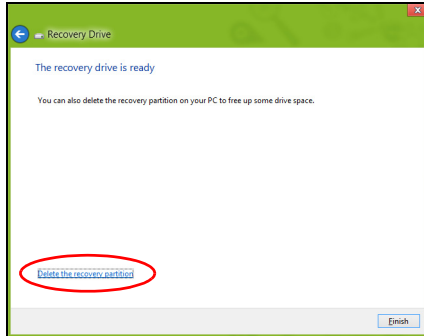 x
Recovery Drive
The recovery drive is ready
You can also delete the recovery partition on your PC to free up some drive space.
Delete the recovery partition
Finish